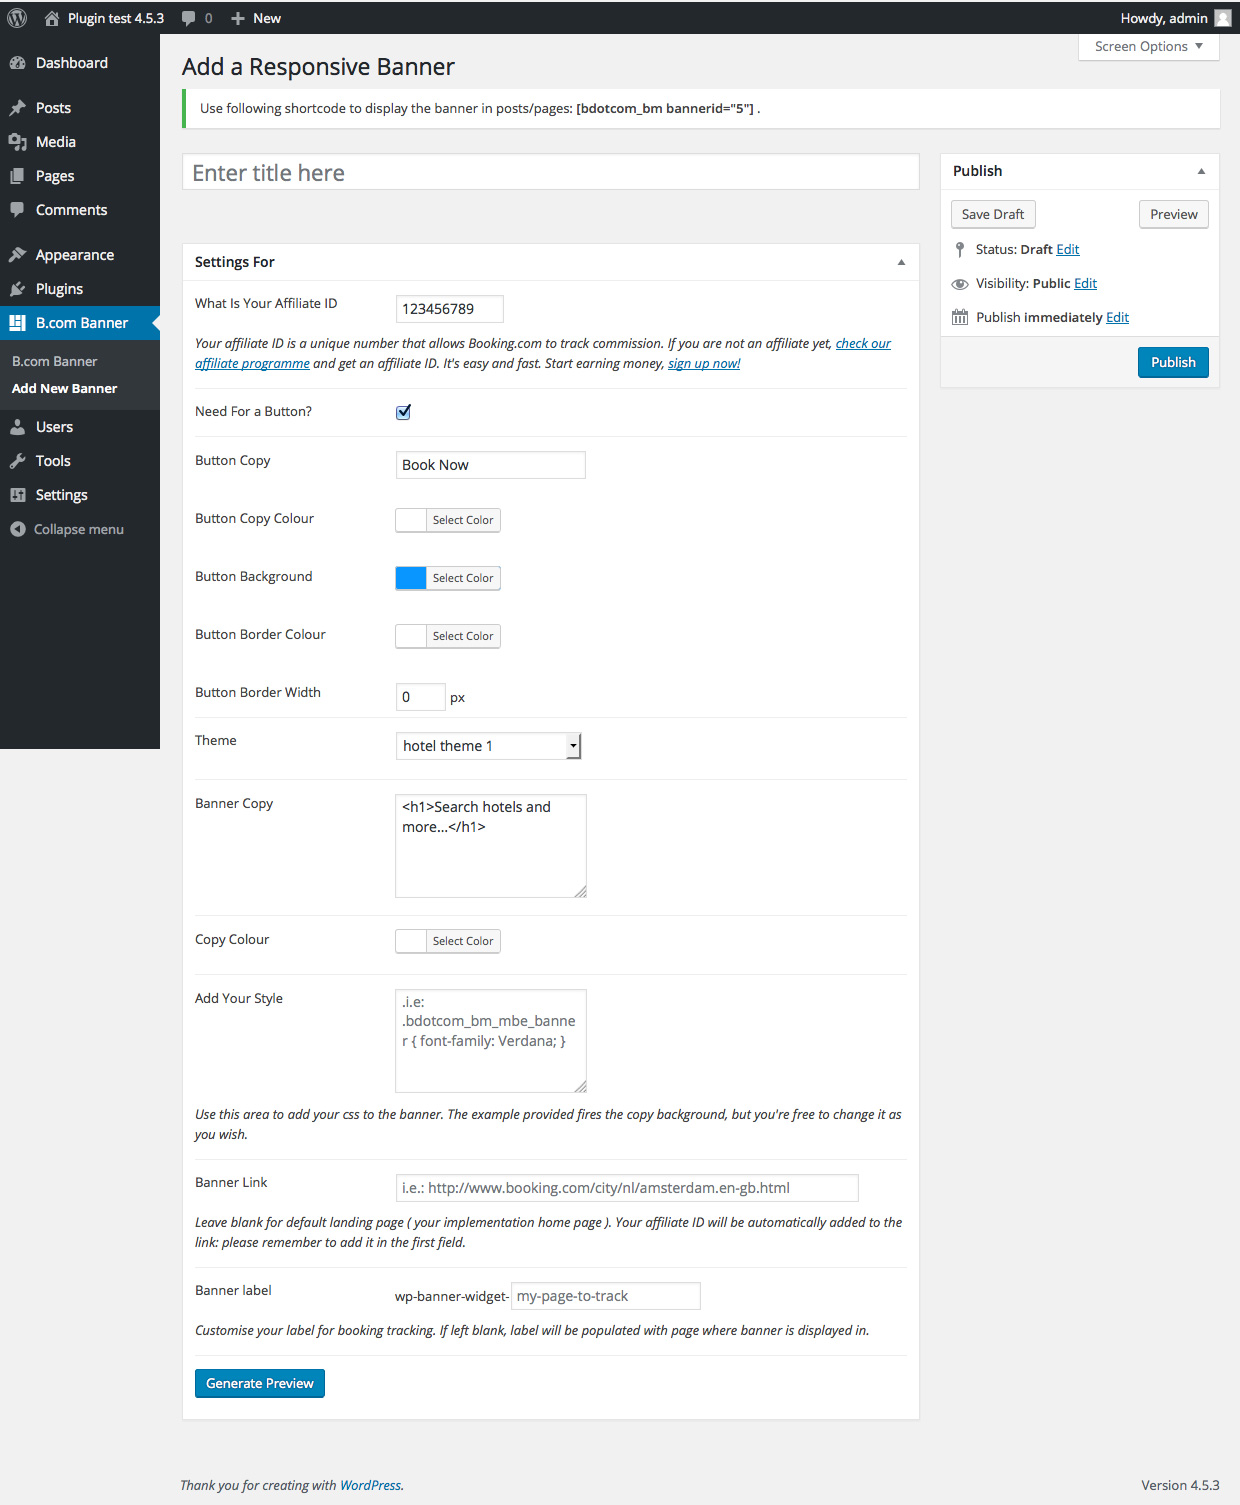 Plugin test 4.5.3 0 New Howdy, admin
Screen Options
Dashboard
Posts
Media
Pages
Comments
Appearance
Plugins
B.com Banner
B.com Banner
Add New Banner
Users
Tools
Settings
Collapse menu
Add a Responsive Banner
Use following shortcode to display the banner in posts/pages: [bdotcom_bm bannerid="5"] .
Enter title here
Settings For
What Is Your Affiliate ID 123456789
Your affiliate ID is a unique number that allows Booking.com to track commission. If you are not an affiliate yet, check our
affiliate programme and get an affiliate ID. It's easy and fast. Start earning money, sign up now!
Need For a Button?
Button Copy Book Now
Button Copy Colour Select Color
Button Background Select Color
Button Border Colour Select Color
Button Border Width 0 px
Theme hotel theme 1
Banner Copy <h1>Search hotels and
more...</h1>
Copy Colour Select Color
Add Your Style .i.e:
.bdotcom_bm_mbe_banne
r { font-family: Verdana; }
Use this area to add your css to the banner. The example provided fires the copy background, but you're free to change it as
you wish.
Banner Link i.e.: http://www.booking.com/city/nl/amsterdam.en-gb.html
Leave blank for default landing page ( your implementation home page ). Your affiliate ID will be automatically added to the
link: please remember to add it in the first field.
Banner label wp-banner-widget- my-page-to-track
Customise your label for booking tracking. If left blank, label will be populated with page where banner is displayed in.
Generate Preview
Publish
Save Draft Preview
Status: Draft Edit
Visibility: Public Edit
Publish immediately Edit
Publish
Thank you for creating with WordPress. Version 4.5.3